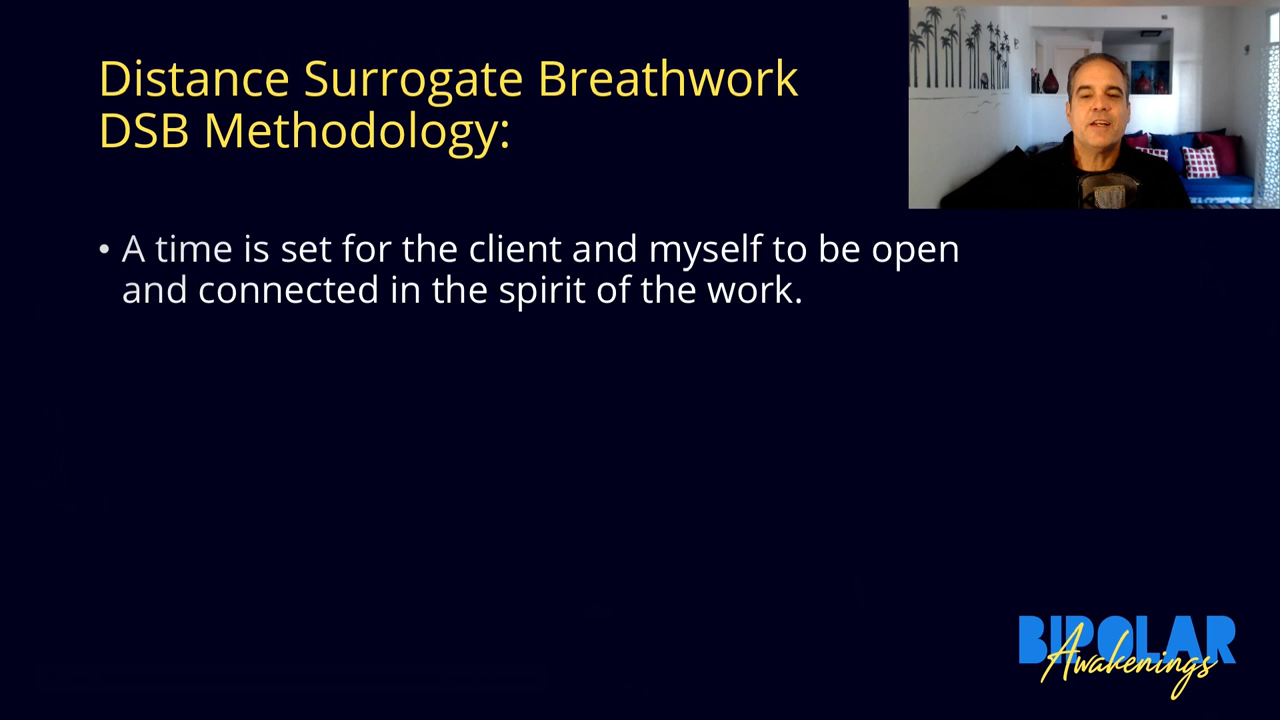 Distance Surrogate Breathwork
DSB Methodology:
• A time is set for the client and myself to be open
and connected in the spirit of the work.
BIPOLAR
Awakenings